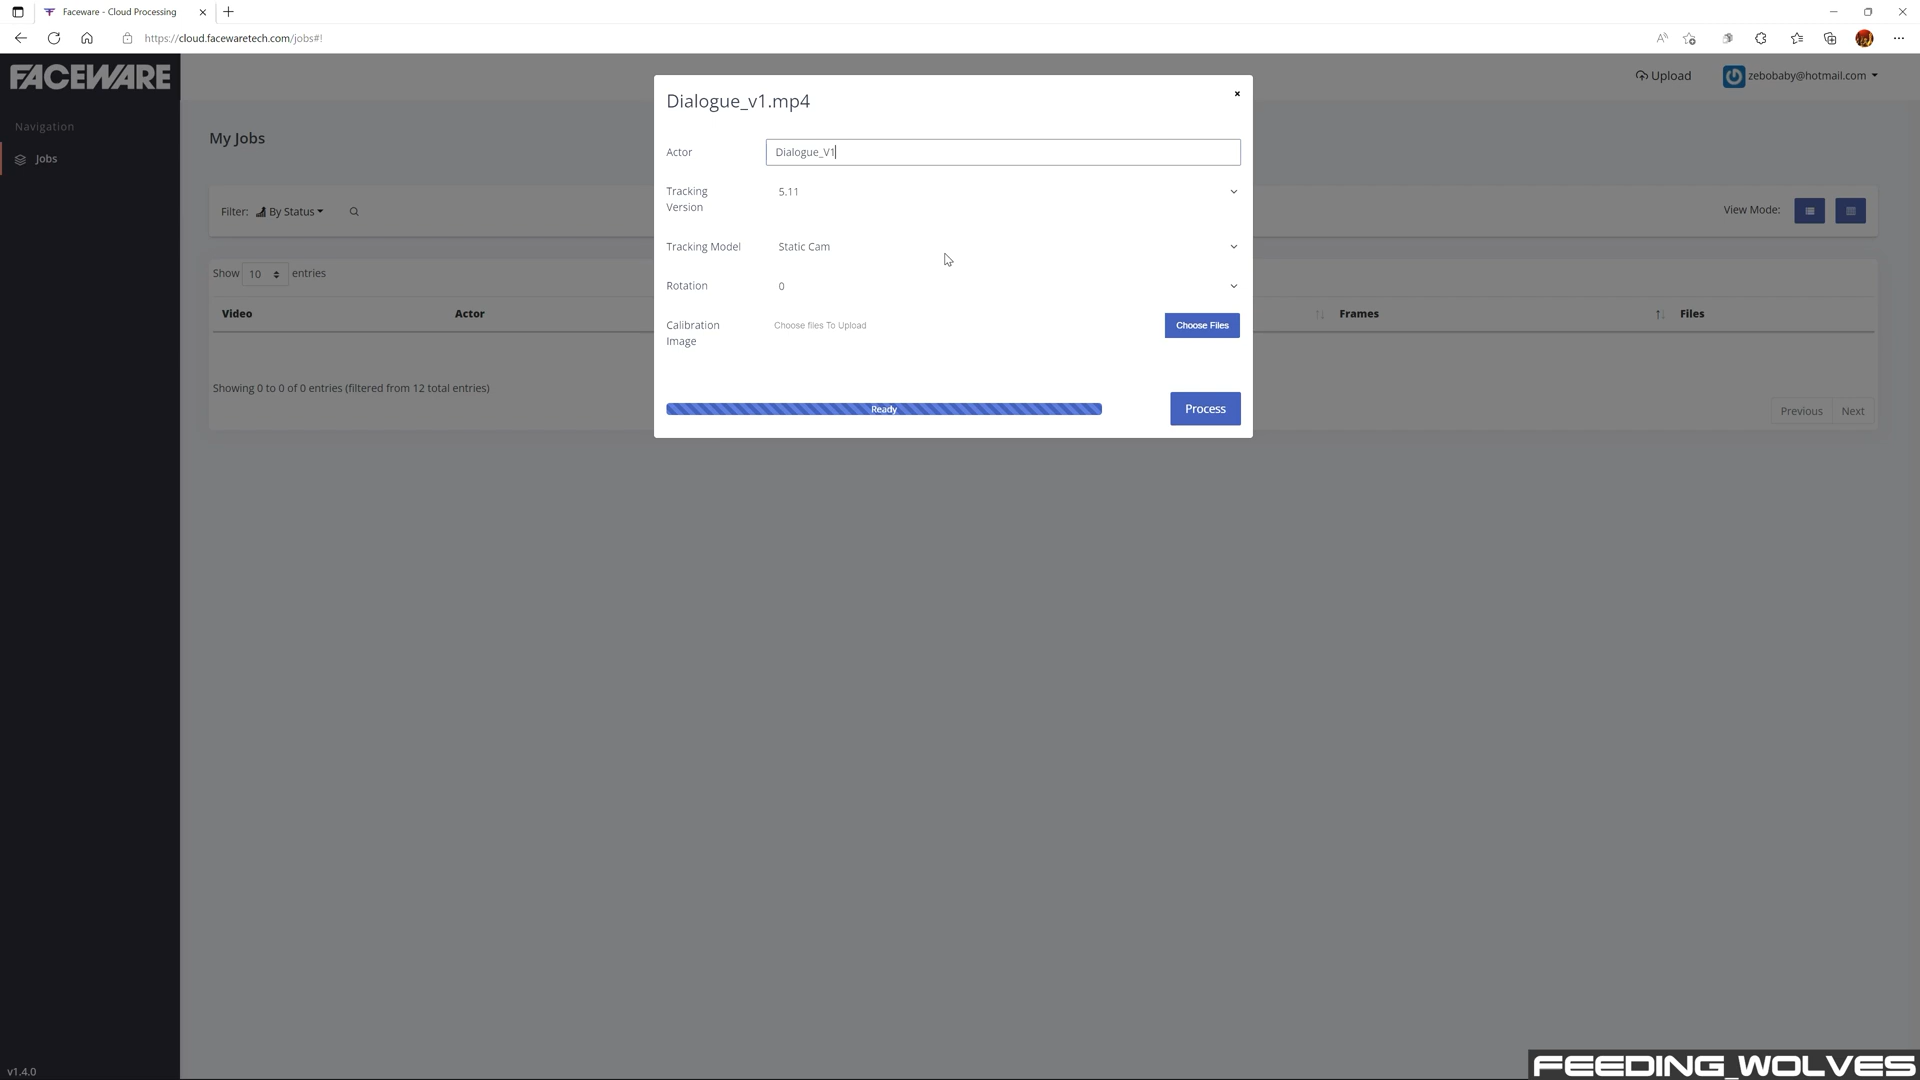 Faceware - Cloud Processing
https://cloud.facewaretech.com/jobs#!
FACEWARE
Upload
zebobaby@hotmail.com
Navigation
Jobs
My Jobs
Filter: By Status
View Mode:
Show 10 entries
Video Actor Frames Files
Showing 0 to 0 of 0 entries (filtered from 12 total entries)
Previous Next
Dialogue_v1.mp4
×
Actor Dialogue_V1
Tracking Version 5.11
Tracking Model Static Cam
Rotation 0
Calibration Image Choose files To Upload Choose Files
Ready Process
v1.4.0
FEEDING_WOLVES